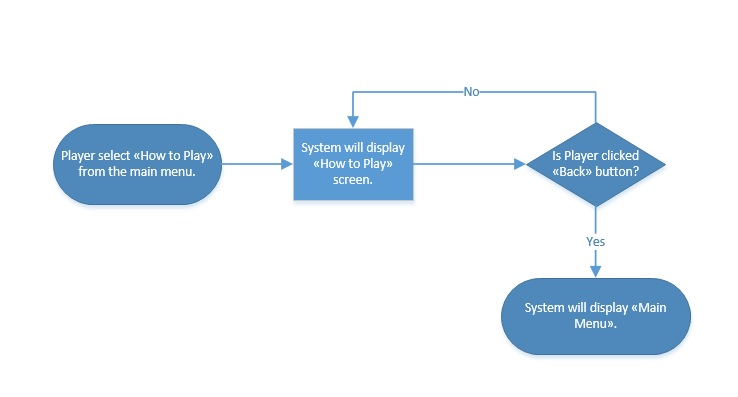 No
Player select «How to Play»
from the main menu.
System will display
«How to Play»
screen.
Is Player clicked
«Back» button?
Yes
System will display «Main
Menu».